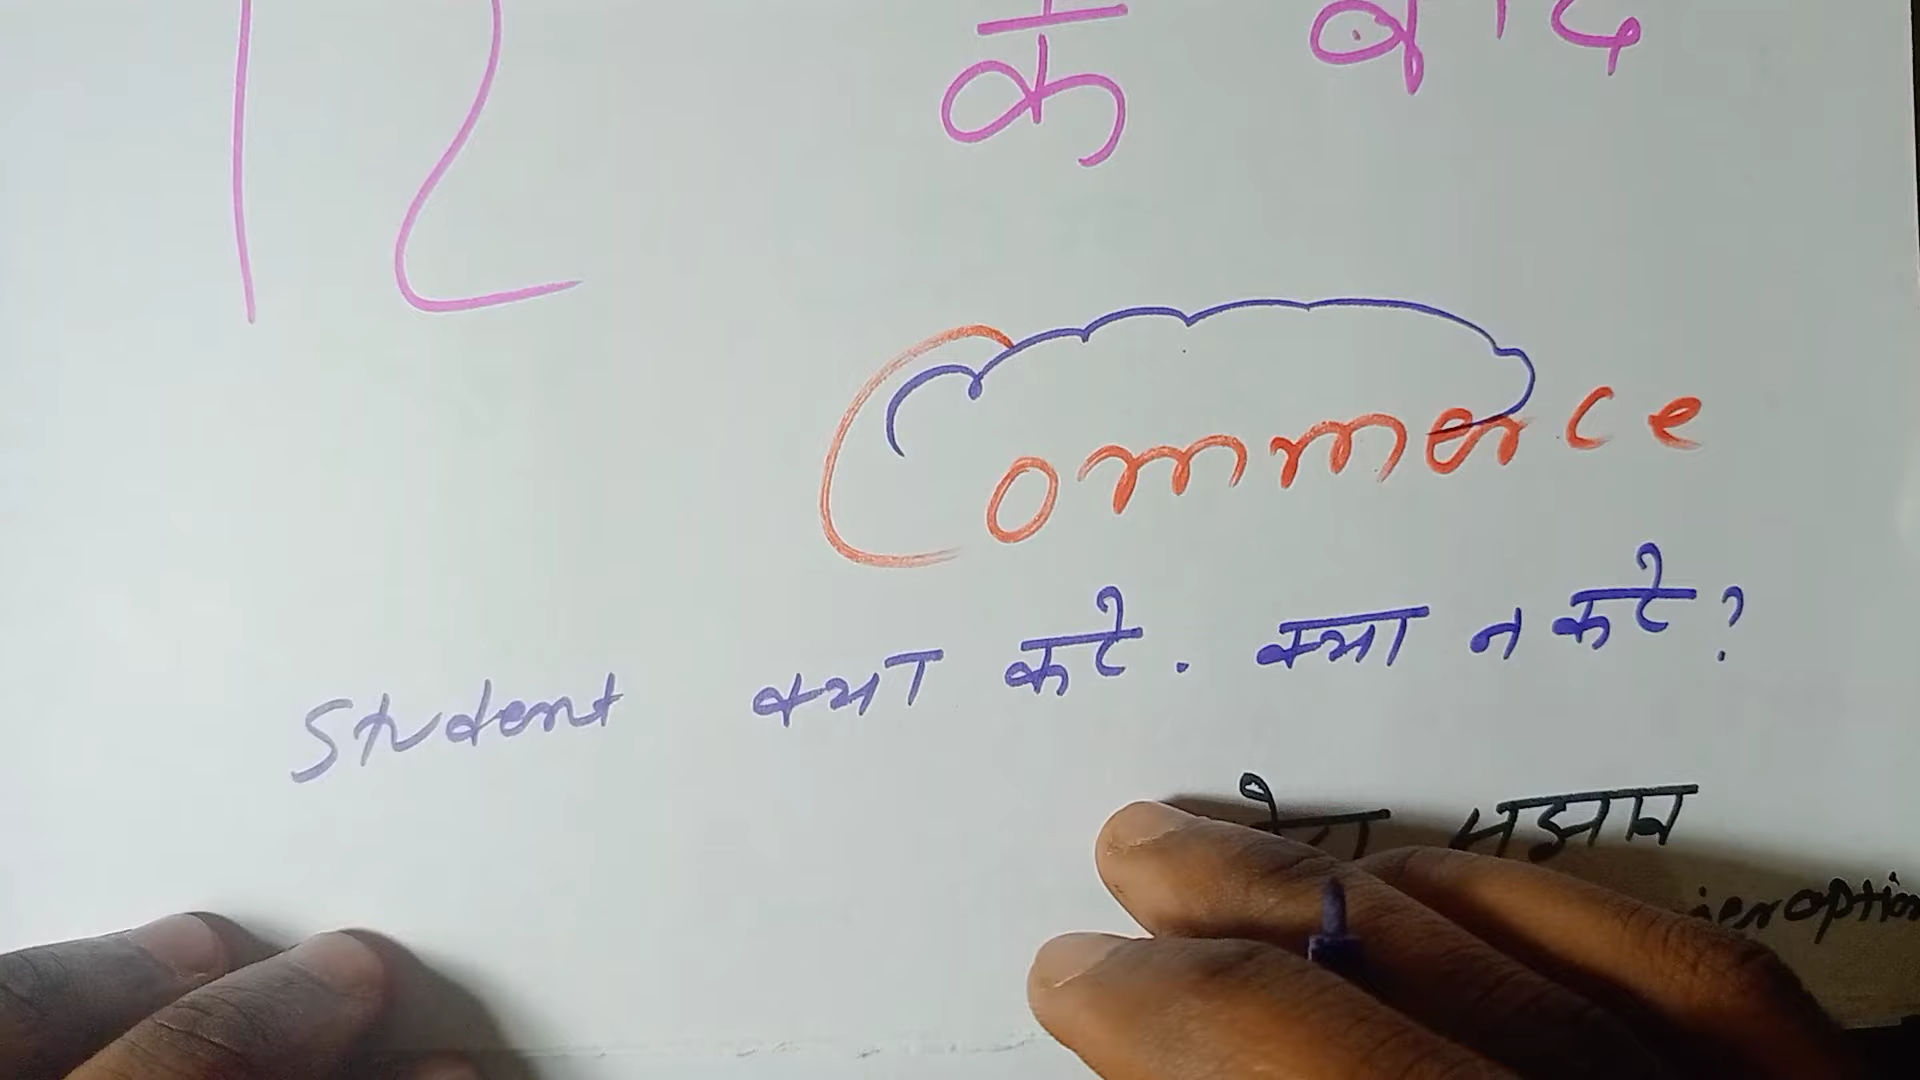 12 के बाद
Commerce
Student क्या करे. क्या न करे?
मेरा सुझाव